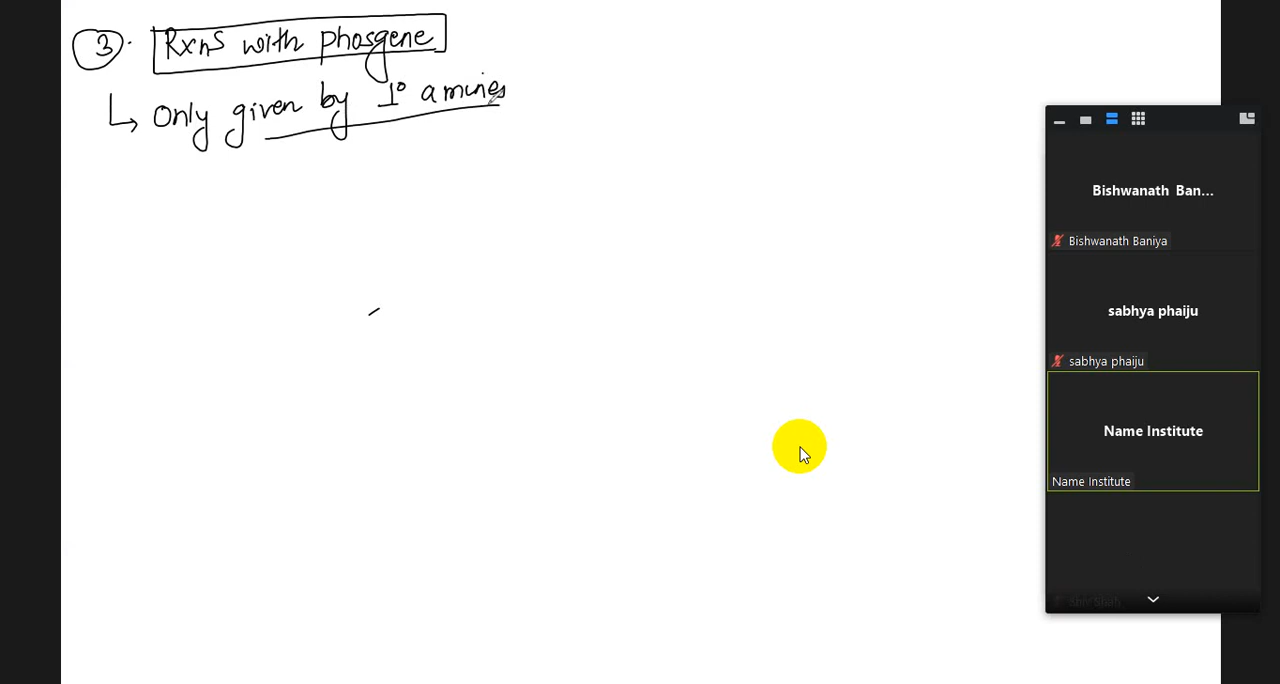 3. Rxns with phosgene
↳ Only given by 1° amines
Bishwanath Ban...
Bishwanath Baniya
sabhya phaiju
sabhya phaiju
Name Institute
Name Institute